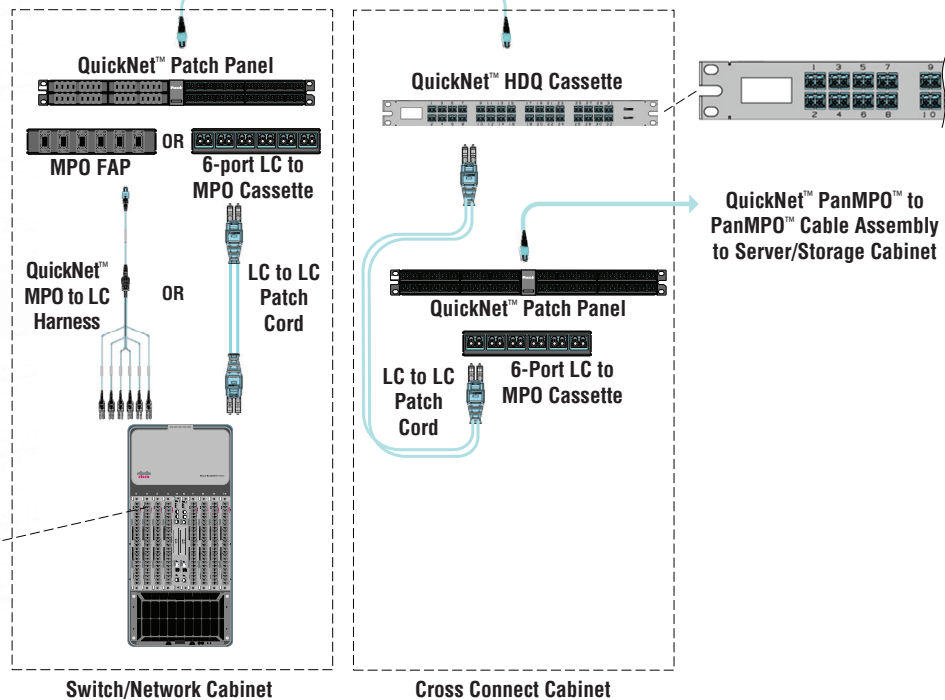 QuickNet™ Patch Panel
MPO FAP
OR
6-port LC to
MPO Cassette
QuickNet™
MPO to LC
Harness
OR
LC to LC
Patch
Cord
cisco
Switch/Network Cabinet
QuickNet™ HDQ Cassette
QuickNet™ Patch Panel
6-Port LC to
MPO Cassette
LC to LC
Patch
Cord
Cross Connect Cabinet
1 3 5 7 9
2 4 6 8 10
QuickNet™ PanMPO™ to
PanMPO™ Cable Assembly
to Server/Storage Cabinet